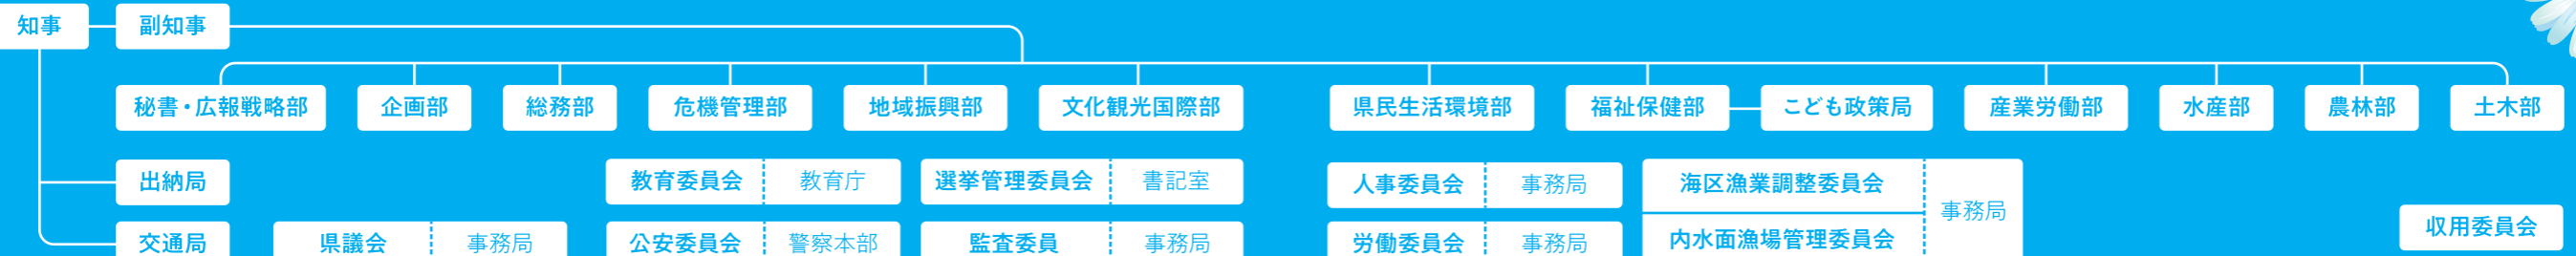 知事 副知事
秘書・広報戦略部 企画部 総務部 危機管理部 地域振興部 文化観光国際部 県民生活環境部 福祉保健部 こども政策局 産業労働部 水産部 農林部 土木部
出納局 教育委員会 教育庁 選挙管理委員会 書記室 人事委員会 事務局 海区漁業調整委員会 事務局
収用委員会
交通局 県議会 事務局 公安委員会 警察本部 監査委員 事務局 労働委員会 事務局 内水面漁場管理委員会